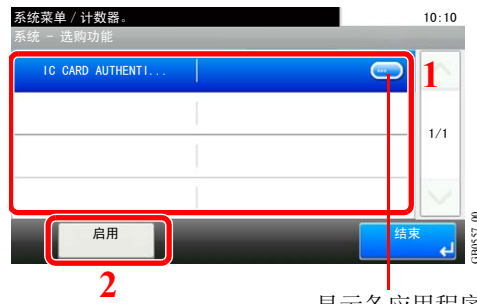 系统菜单 / 计数器。
10:10
系统 - 选购功能
IC CARD AUTHENTI...
1
1/1
启用
结束
GB0557_00
2
显示各应用程序